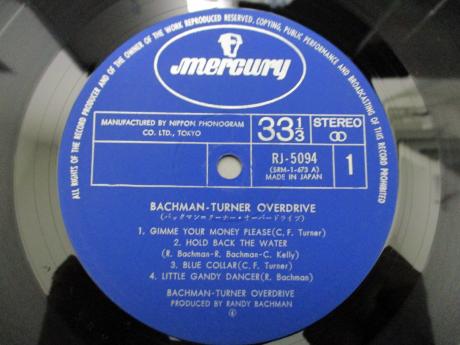 ALL RIGHTS OF THE RECORD PRODUCER AND OF THE OWNER OF THE WORK REPRODUCED RESERVED. COPYING, PUBLIC PERFORMANCE AND BROADCASTING OF THIS RECORD PROHIBITED
mercury
MANUFACTURED BY NIPPON PHONOGRAM
CO. LTD., TOKYO
33 1/3
STEREO
RJ-5094
(SRM-1-673 A)
MADE IN JAPAN
1
BACHMAN-TURNER OVERDRIVE
(バックマン=ターナー・オーバードライブ)
1. GIMME YOUR MONEY PLEASE(C. F. Turner)
2. HOLD BACK THE WATER
(R. Bachman-R. Bachman-C. Kelly)
3. BLUE COLLAR(C. F. Turner)
4. LITTLE GANDY DANCER(R. Bachman)
BACHMAN-TURNER OVERDRIVE
PRODUCED BY RANDY BACHMAN